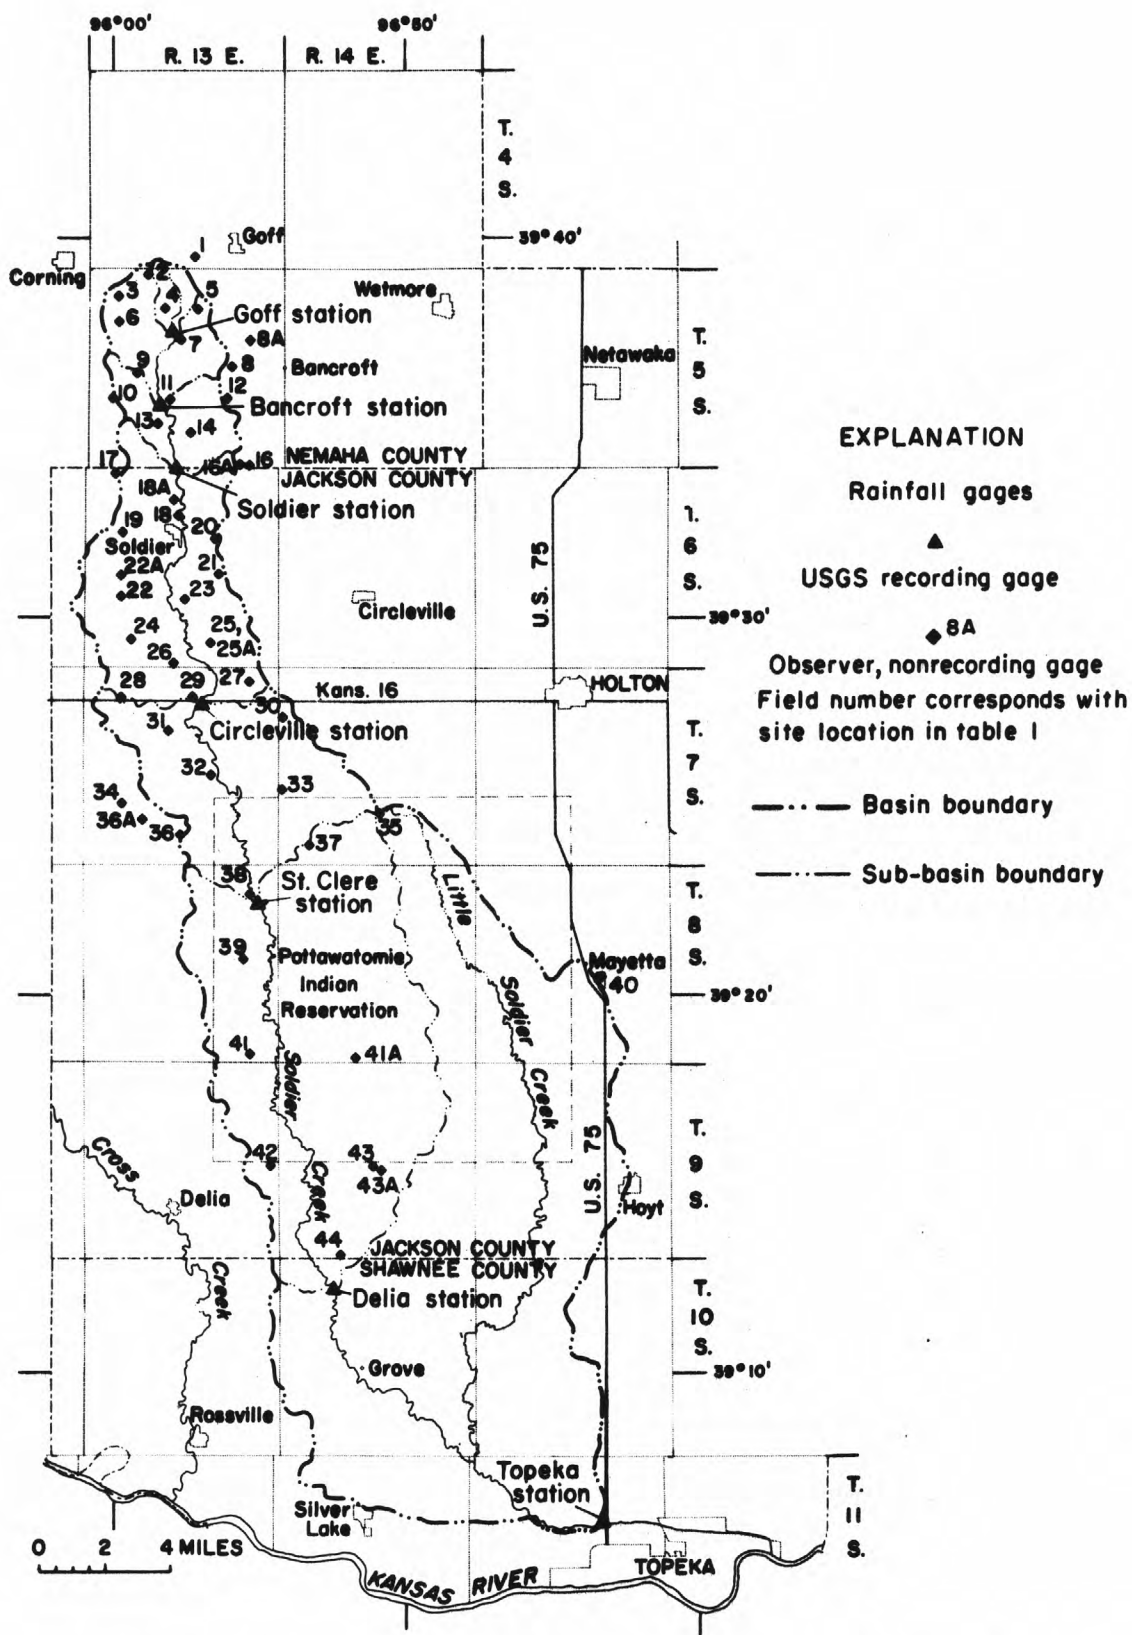 96°00'
96°50'
R. 13 E.
R. 14 E.
T.
4
S.
1
Goff
39°40'
Corning
2
3
4
5
Wetmore
6
Goff station
7
8A
T.
5
S.
9
8
Bancroft
Netawaka
10
11
12
Bancroft station
13
14
EXPLANATION
17
16A
16
NEMAHA COUNTY
JACKSON COUNTY
18A
Rainfall gages
18
Soldier station
19
20
T.
6
S.
Soldier
22A
21
U.S. 75
USGS recording gage
22
23
Circleville
39°30'
8A
24
25,
25A
26
Observer, nonrecording gage
27
28
29
Kans. 16
HOLTON
Field number corresponds with
site location in table 1
30
31
Circleville station
T.
7
S.
32
33
34
36A
35
Basin boundary
36
37
38
St. Clere
station
Little
Soldier
Creek
T.
8
S.
Sub-basin boundary
39
Pottawatomie
Indian
Reservation
Mayetta
40
39°20'
41
41A
Soldier
Creek
Cross
Creek
T.
9
S.
U.S. 75
42
43
43A
Delia
Hoyt
44
JACKSON COUNTY
SHAWNEE COUNTY
Delia station
T.
10
S.
Grove
39°10'
Rossville
Topeka
station
T.
11
S.
Silver
Lake
0 2 4 MILES
TOPEKA
KANSAS RIVER